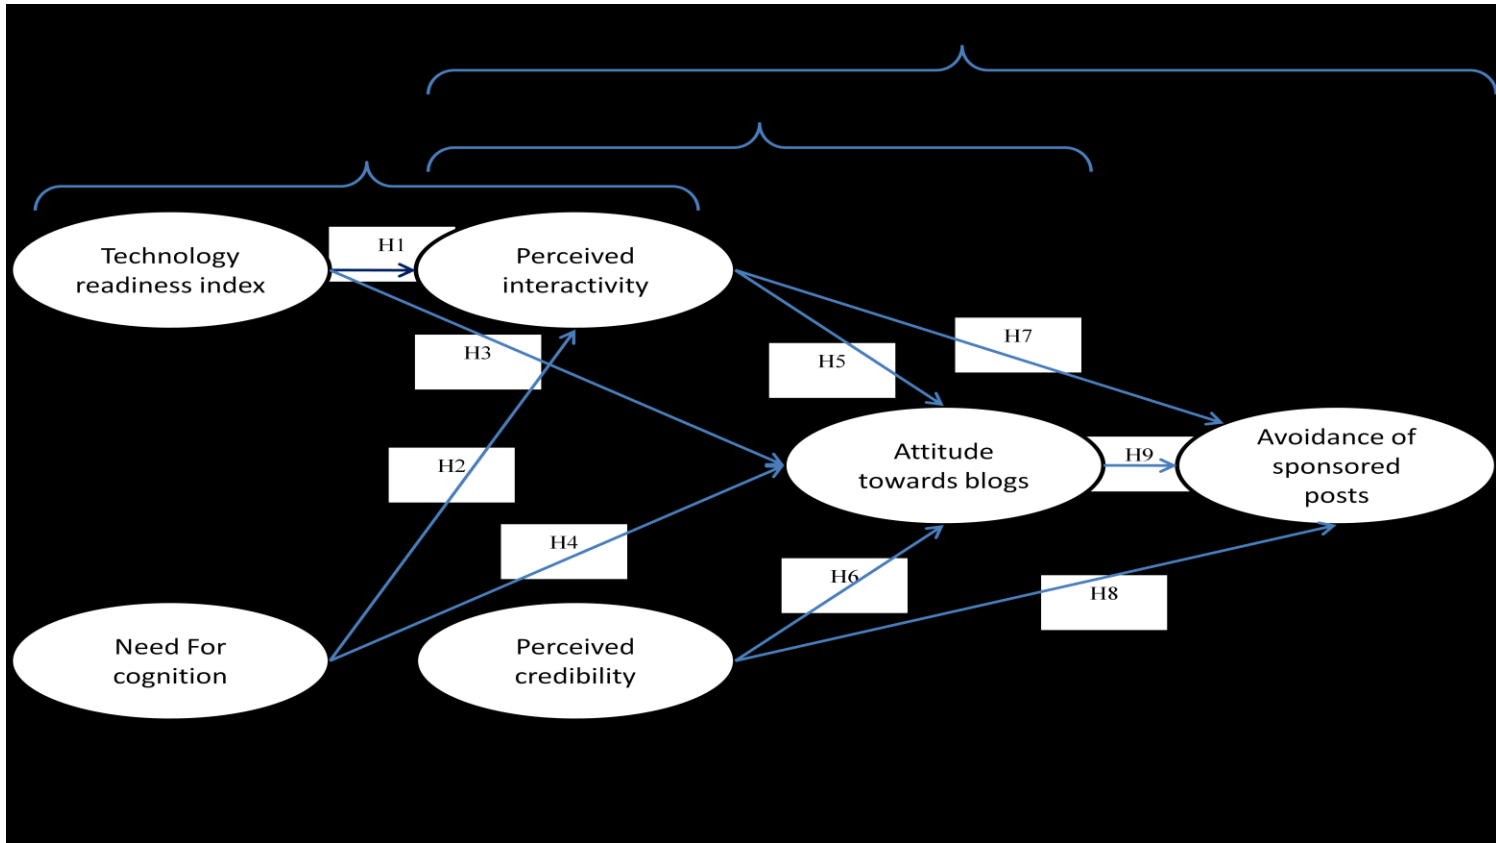 H1
Technology
readiness index
Perceived
interactivity
H3
H5
H7
H2
Attitude
towards blogs
H9
Avoidance of
sponsored
posts
H4
H6
H8
Need For
cognition
Perceived
credibility